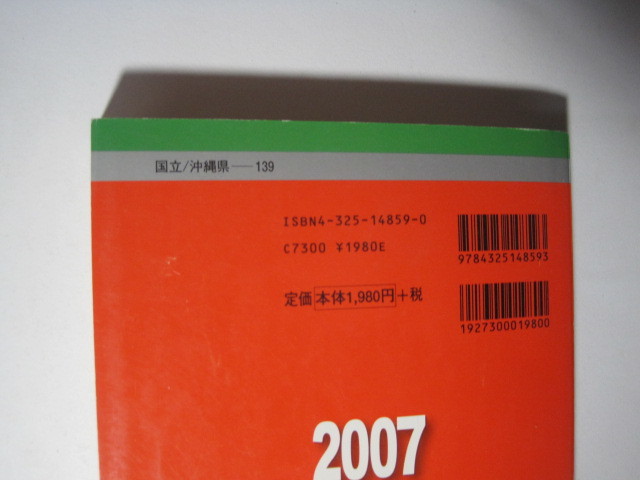 国立/沖縄県——139
ISBN4-325-14859-0
C7300 ¥1980E
9784325148593
定価 本体1,980円+税
1927300019800
2007